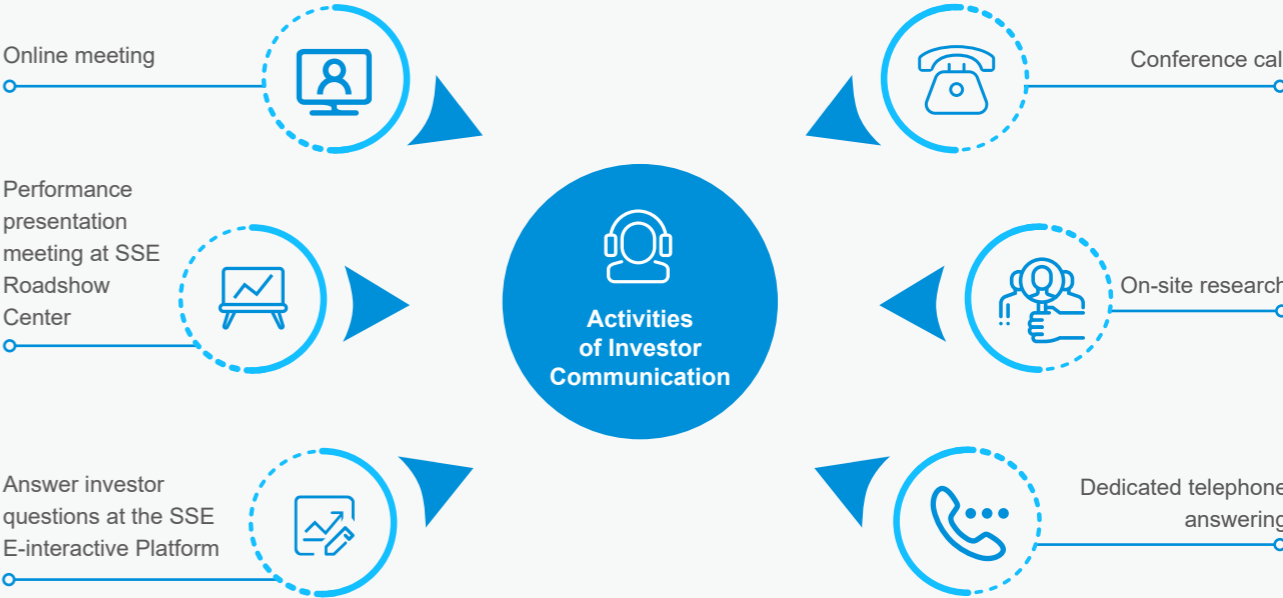 Online meeting
Performance
presentation
meeting at SSE
Roadshow
Center
Answer investor
questions at the SSE
E-interactive Platform
Activities
of Investor
Communication
Conference call
On-site research
Dedicated telephone
answering